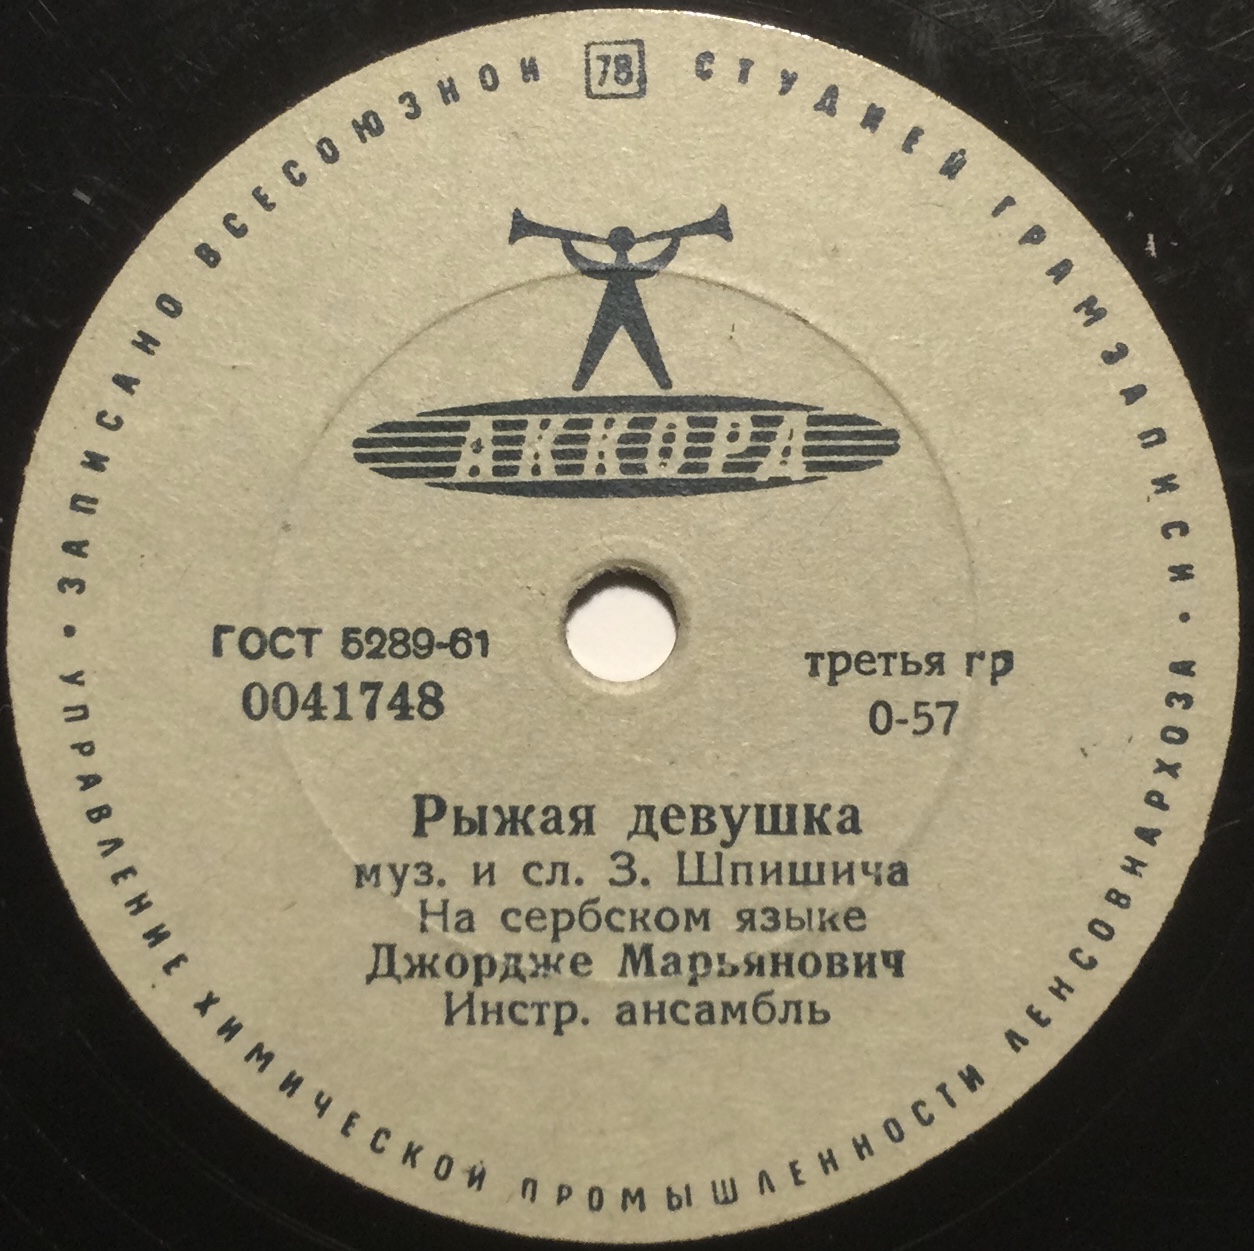 ЗАПИСАНО ВСЕСОЮЗНОЙ 78 СТУДИЕЙ ГРАМЗАПИСИ
АККОРД
ГОСТ 5289-61
0041748
третья гр
0-57
Рыжая девушка
муз. и сл. З. Шпишича
На сербском языке
Джордже Марьянович
Инстр. ансамбль
• УПРАВЛЕНИЕ ХИМИЧЕСКОЙ ПРОМЫШЛЕННОСТИ ЛЕНСОВНАРХОЗА •